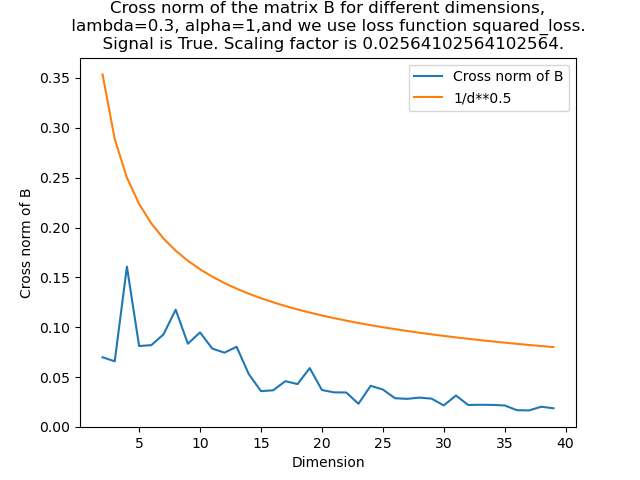 Cross norm of the matrix B for different dimensions,
lambda=0.3, alpha=1,and we use loss function squared_loss.
Signal is True. Scaling factor is 0.02564102564102564.
Cross norm of B
1/d**0.5
Cross norm of B
0.35
0.30
0.25
0.20
0.15
0.10
0.05
0.00
5 10 15 20 25 30 35 40
Dimension